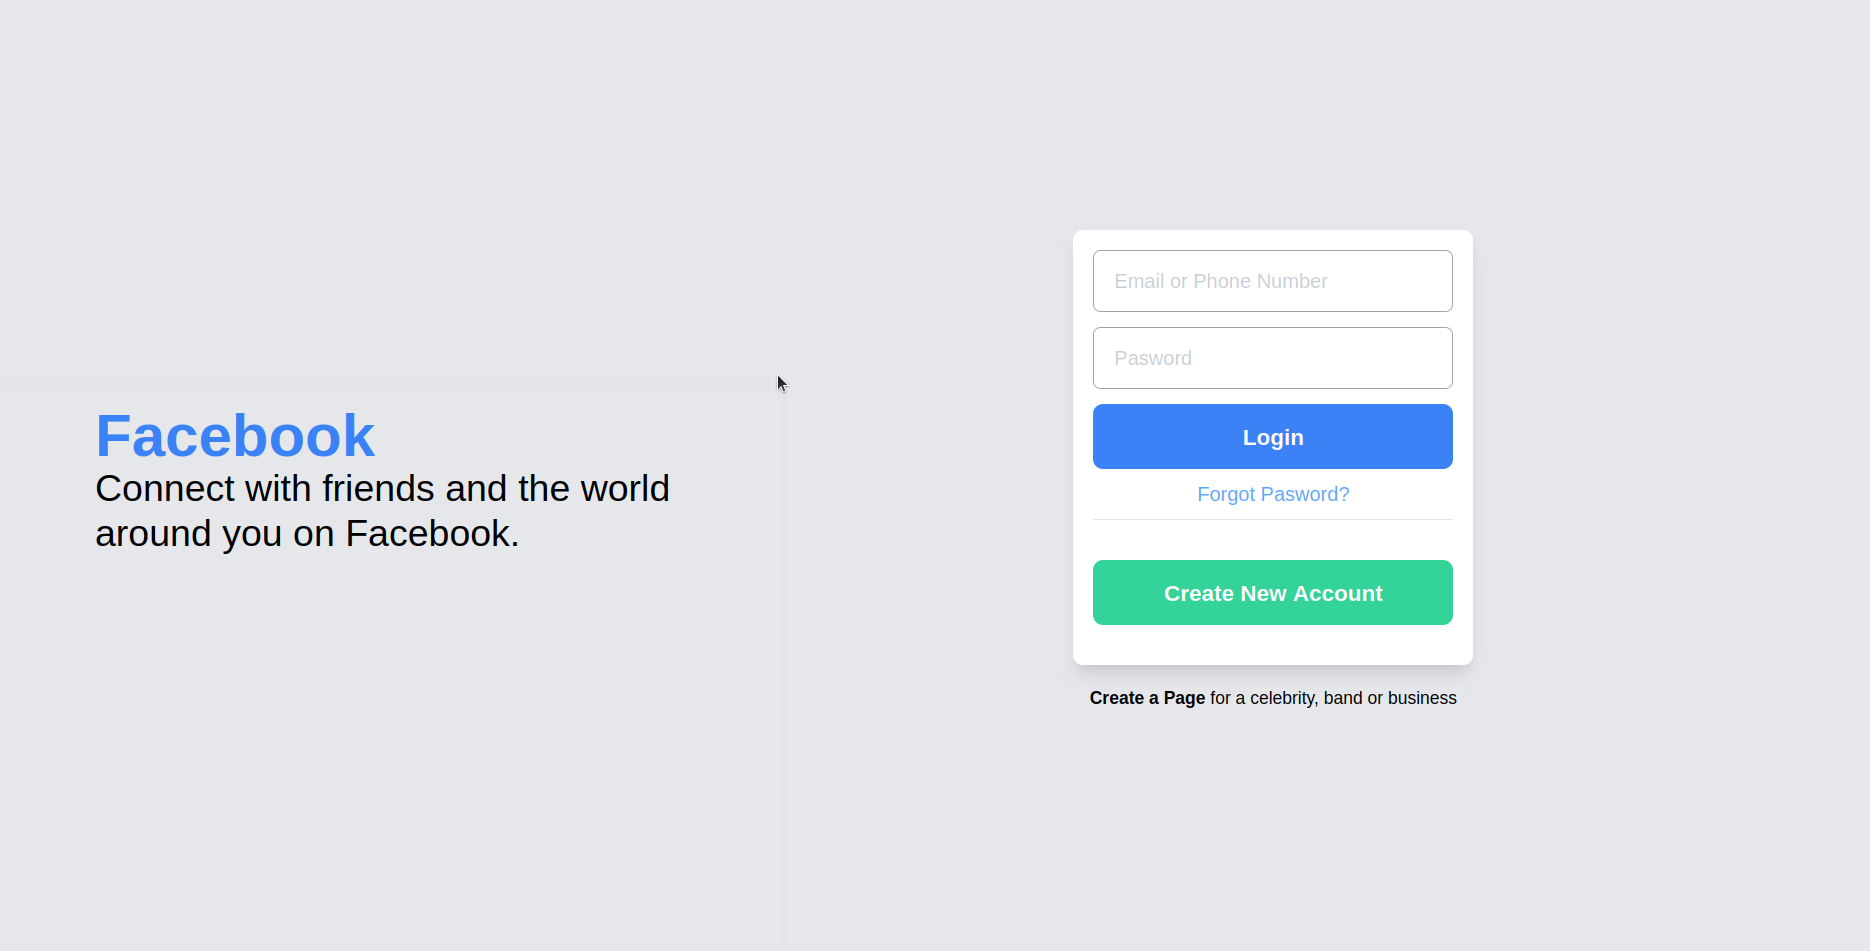 Facebook
Connect with friends and the world
around you on Facebook.
Email or Phone Number
Pasword
Login
Forgot Pasword?
Create New Account
Create a Page for a celebrity, band or business